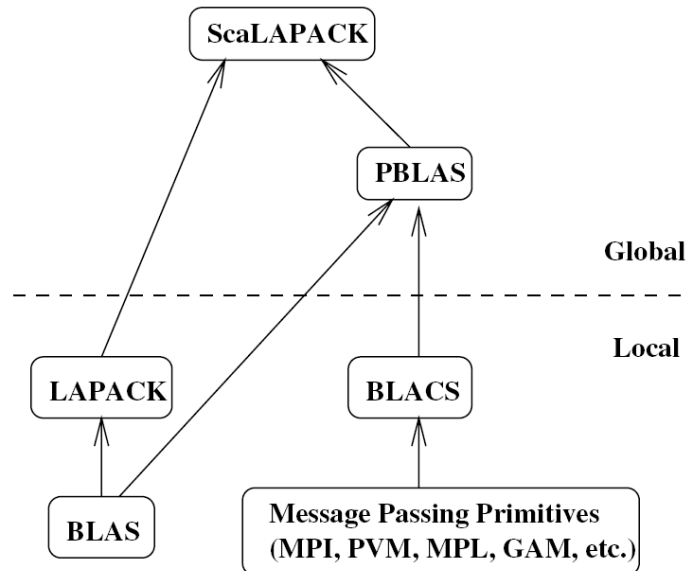 ScaLAPACK
PBLAS
Global
Local
LAPACK
BLACS
BLAS
Message Passing Primitives
(MPI, PVM, MPL, GAM, etc.)